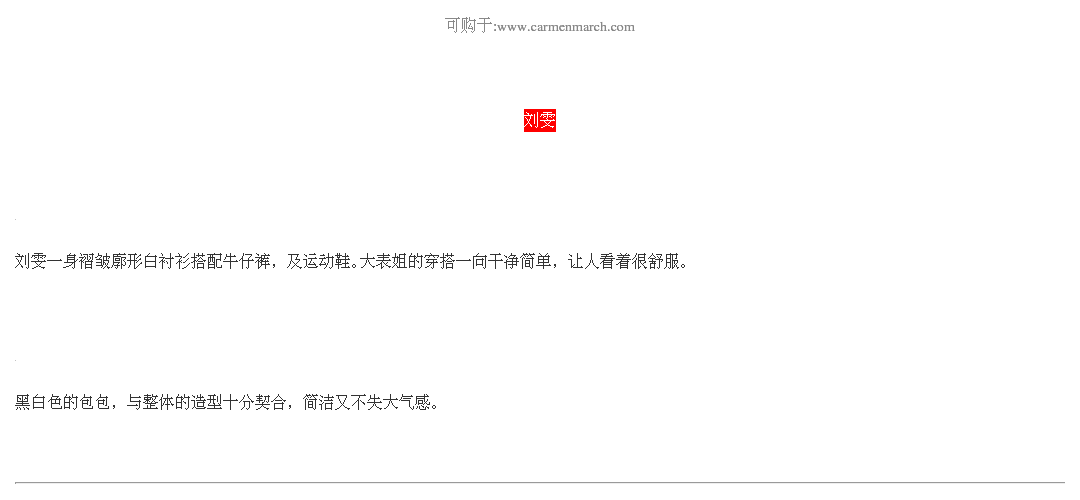 可购于:www.carmenmarch.com
刘雯
刘雯一身褶皱廓形白衬衫搭配牛仔裤，及运动鞋。大表姐的穿搭一向干净简单，让人看着很舒服。
黑白色的包包，与整体的造型十分契合，简洁又不失大气感。